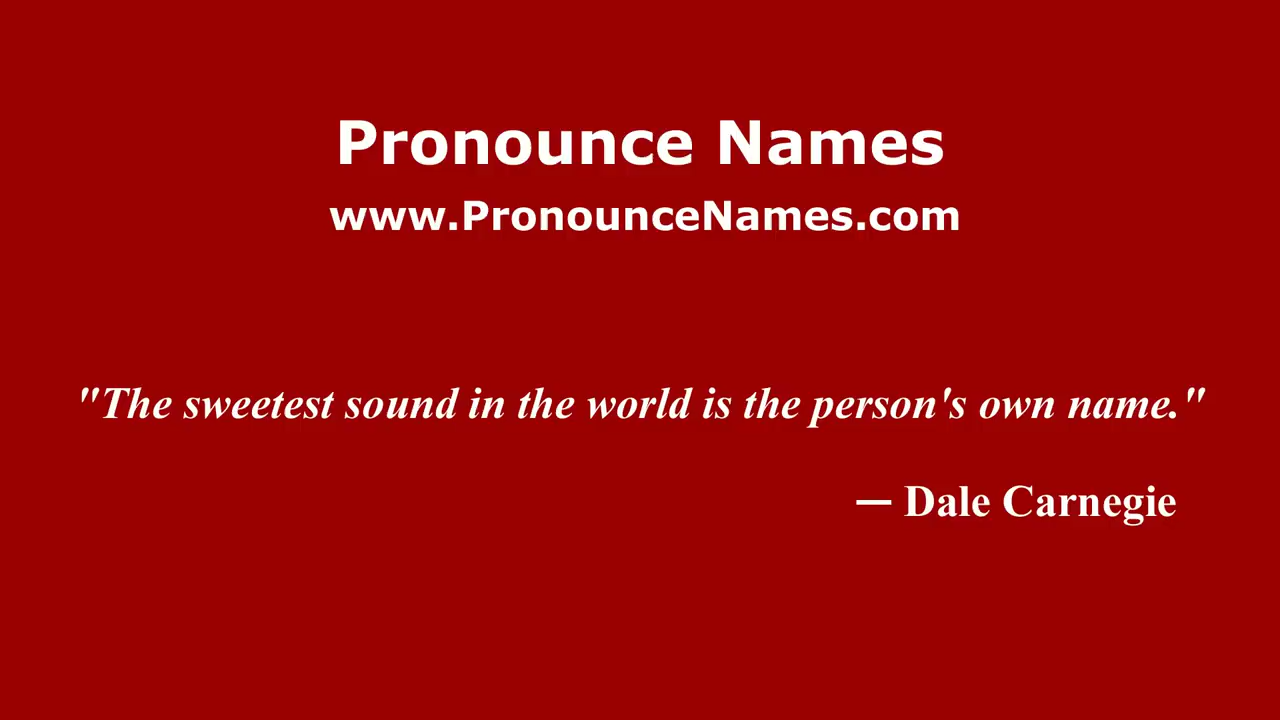 Pronounce Names
www.PronounceNames.com
"The sweetest sound in the world is the person's own name."
— Dale Carnegie